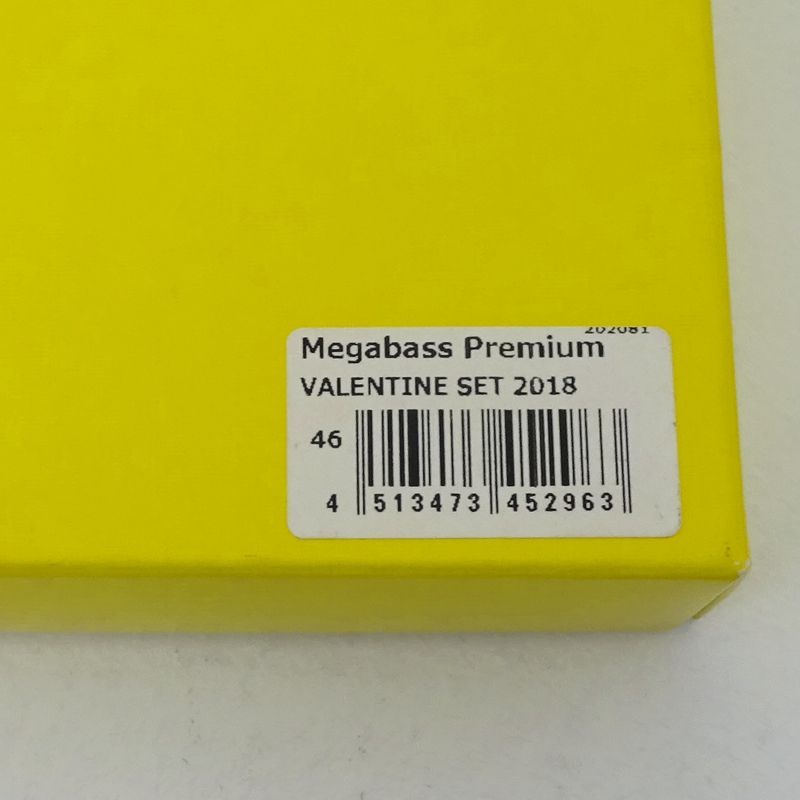 202081
Megabass Premium
VALENTINE SET 2018
46
4 513473 452963